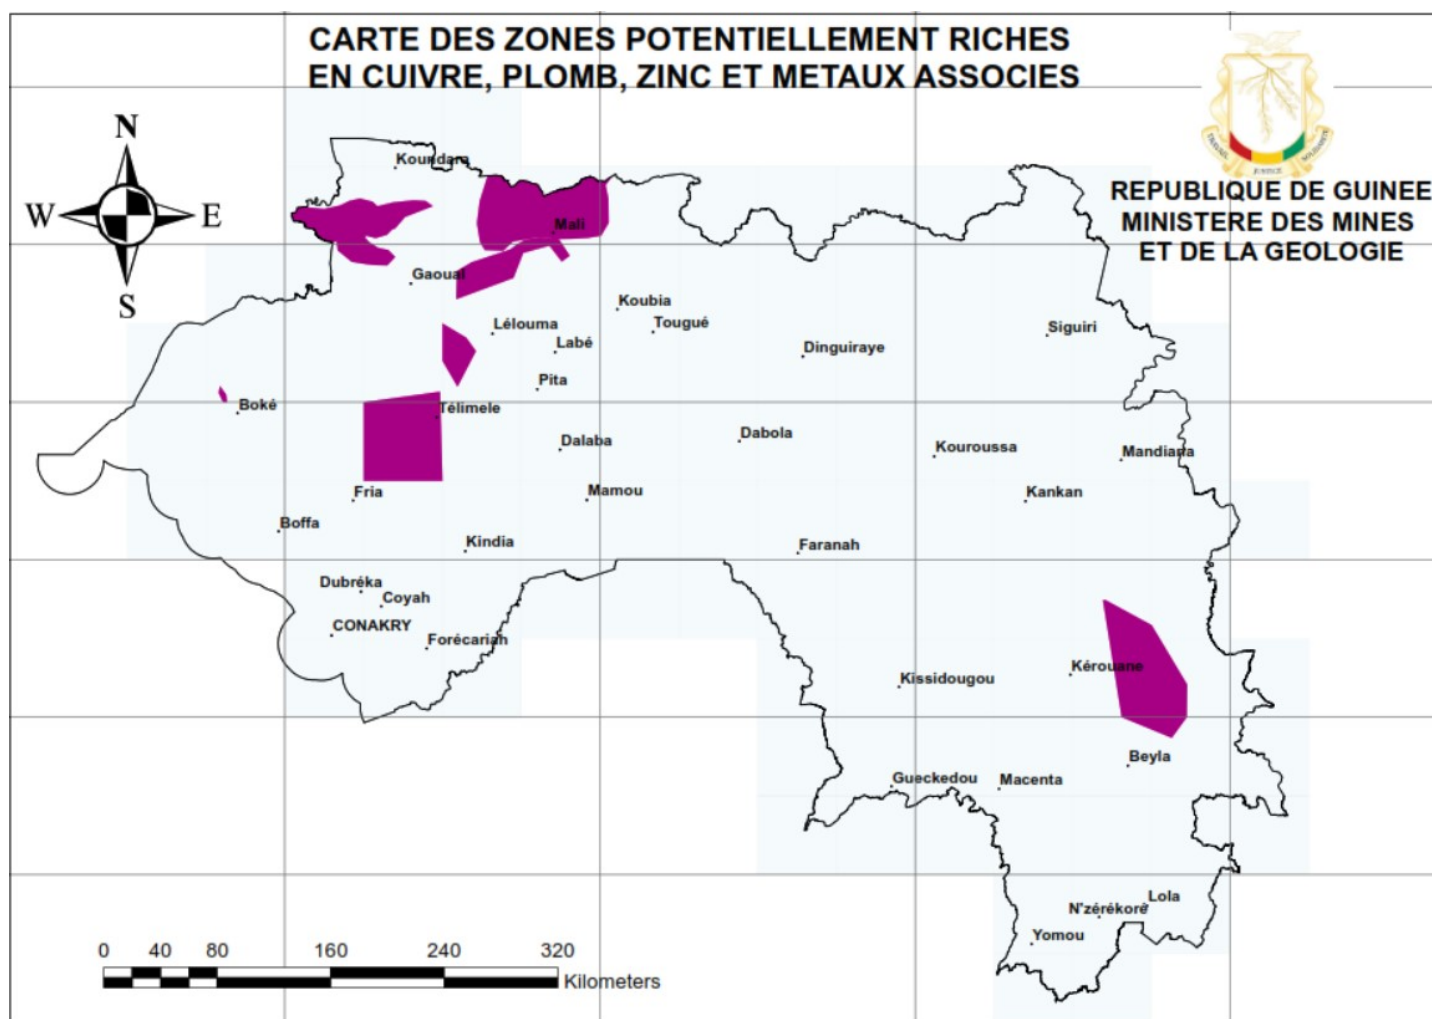 CARTE DES ZONES POTENTIELLEMENT RICHES
EN CUIVRE, PLOMB, ZINC ET METAUX ASSOCIES
TRAVAIL
JUSTICE
SOLIDARITE
REPUBLIQUE DE GUINEE
MINISTERE DES MINES
ET DE LA GEOLOGIE
N
W
E
S
Koundara
Mali
Gaoual
Koubia
Lélouma
Tougué
Siguiri
Labé
Dinguiraye
Pita
Boké
Télimele
Dalaba
Dabola
Kouroussa
Mandiana
Fria
Mamou
Kankan
Boffa
Kindia
Faranah
Dubréka
Coyah
CONAKRY
Forécariah
Kérouane
Kissidougou
Beyla
Gueckedou
Macenta
Lola
N'zérékoré
Yomou
0 40 80 160 240 320
Kilometers